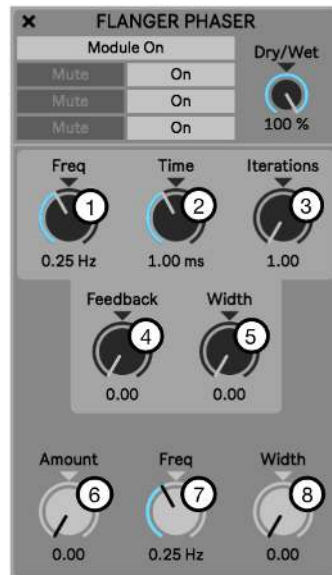 × FLANGER PHASER
Module On
Dry/Wet
Mute On
Mute On
Mute On
100 %
Freq Time Iterations
1 2 3
0.25 Hz 1.00 ms 1.00
Feedback Width
4 5
0.00 0.00
Amount Freq Width
6 7 8
0.00 0.25 Hz 0.00